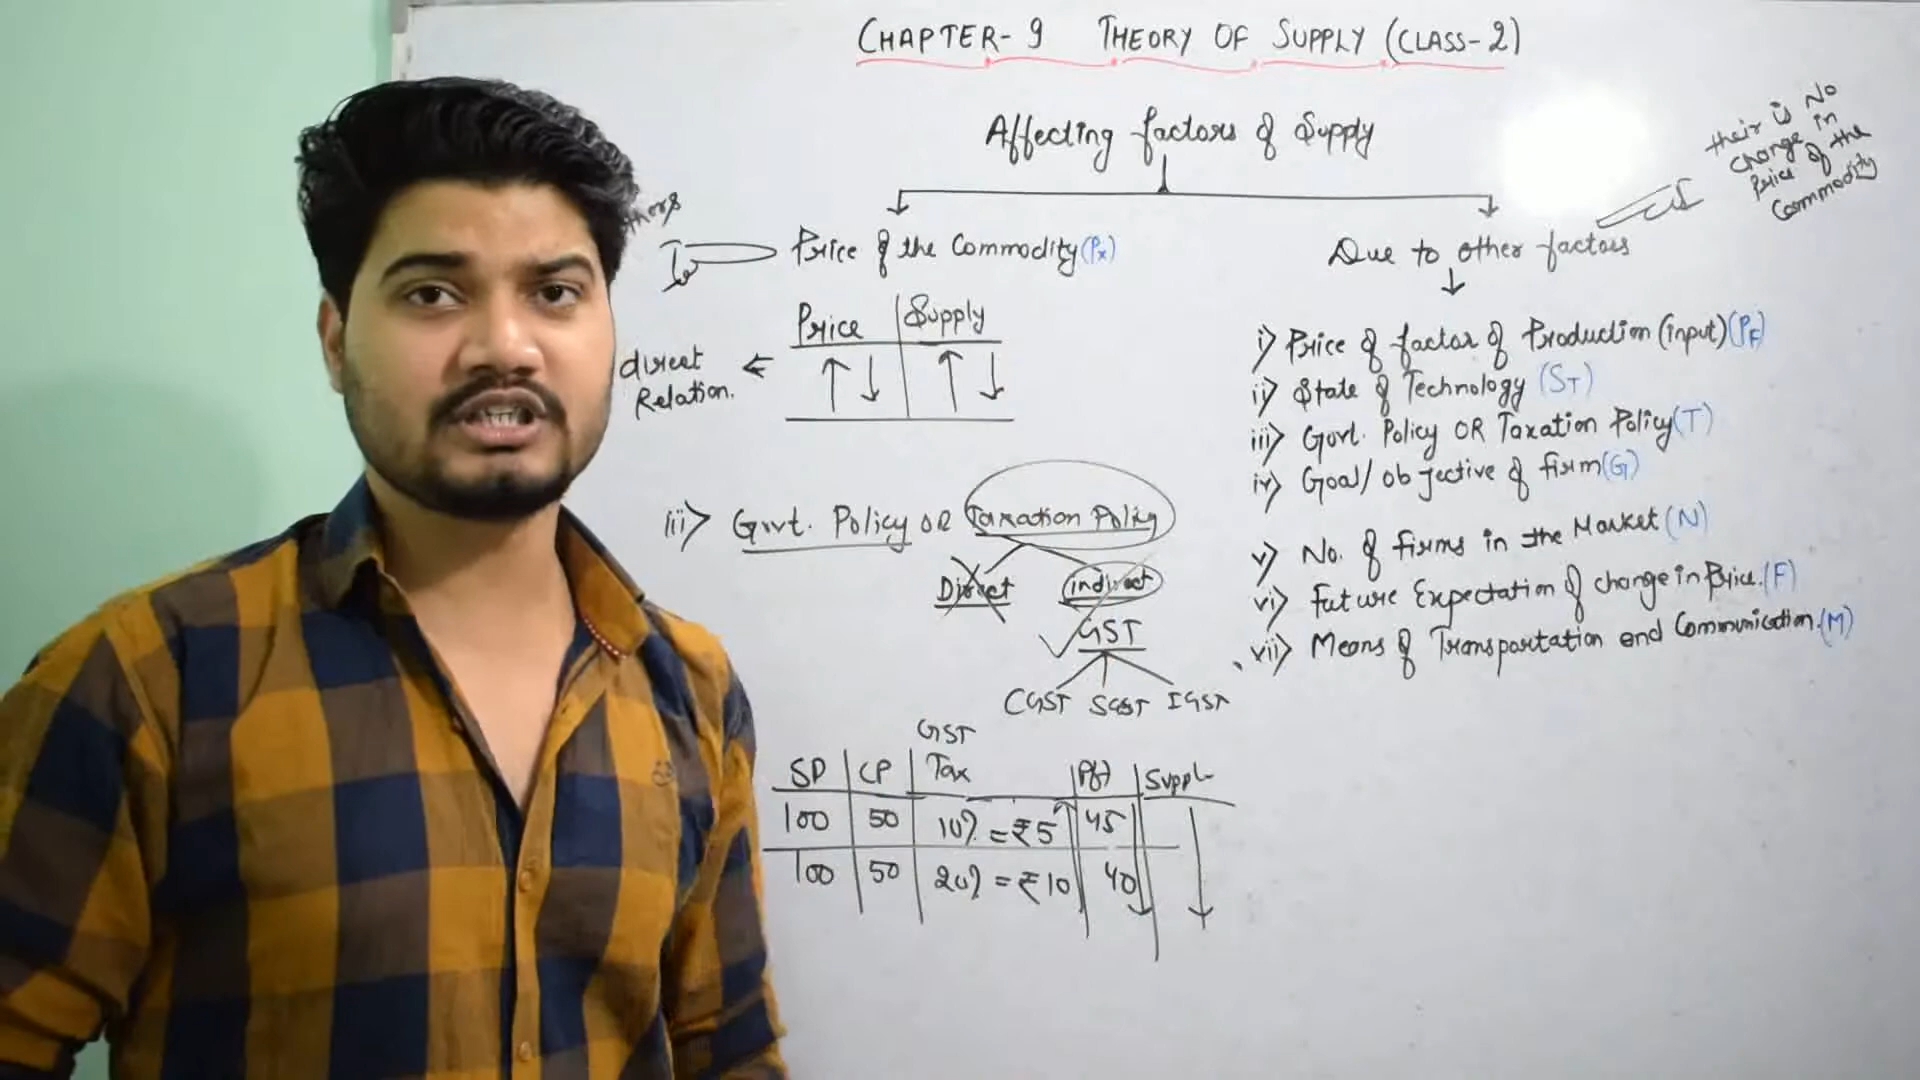 CHAPTER-9 THEORY OF SUPPLY (CLASS-2)
Affecting factors of Supply
their is No
change in
Price of the
Commodity
Price of the Commodity (Px)
Due to other factors
Price Supply
direct
Relation.
i) Price of factor of Production (input) (PF)
ii) State of Technology (ST)
iii) Govt. Policy OR Taxation Policy (T)
iv) Goal/objective of firm (G)
v) No. of firms in the Market (N)
vi) Future Expectation of change in Price. (F)
vii) Means of Transportation and Communication. (M)
iii) Govt. Policy OR Taxation Policy
Direct indirect
GST
CGST SGST IGST
GST
SP CP Tax Pft Suppl
100 50 10% = ₹5 45
100 50 20% = ₹10 40